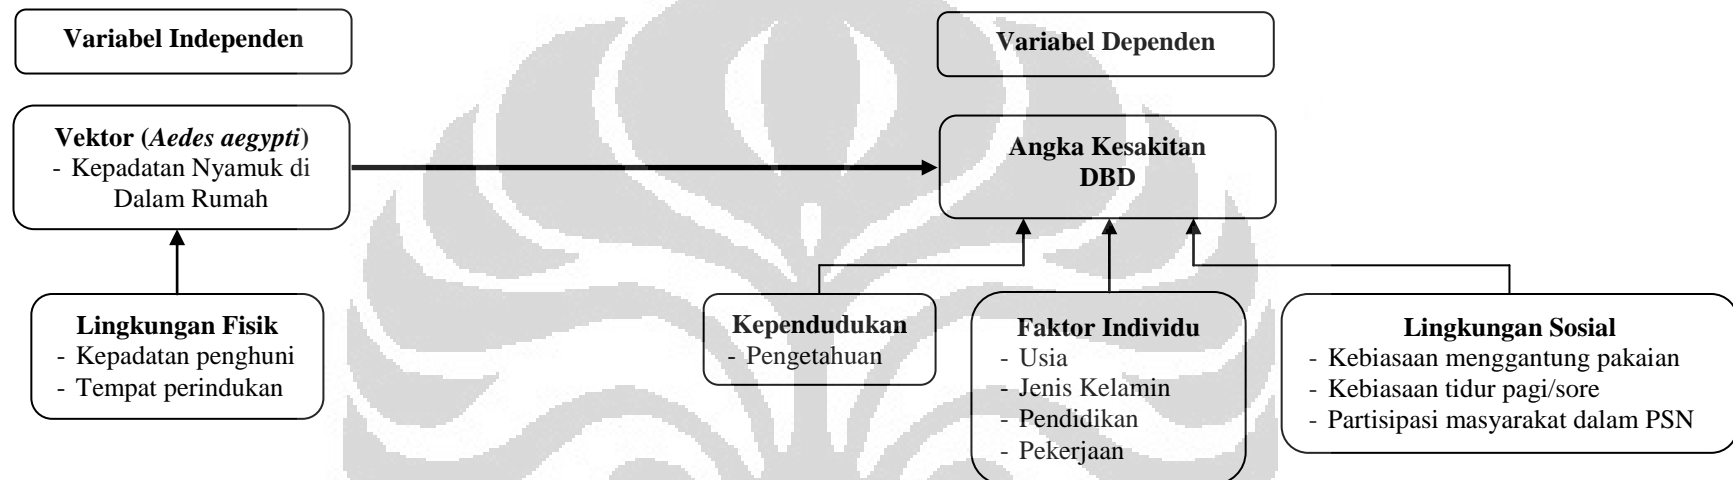 Variabel Independen
Variabel Dependen
Vektor (Aedes aegypti)
- Kepadatan Nyamuk di
Dalam Rumah
Angka Kesakitan
DBD
Lingkungan Fisik
- Kepadatan penghuni
- Tempat perindukan
Kependudukan
- Pengetahuan
Faktor Individu
- Usia
- Jenis Kelamin
- Pendidikan
- Pekerjaan
Lingkungan Sosial
- Kebiasaan menggantung pakaian
- Kebiasaan tidur pagi/sore
- Partisipasi masyarakat dalam PSN